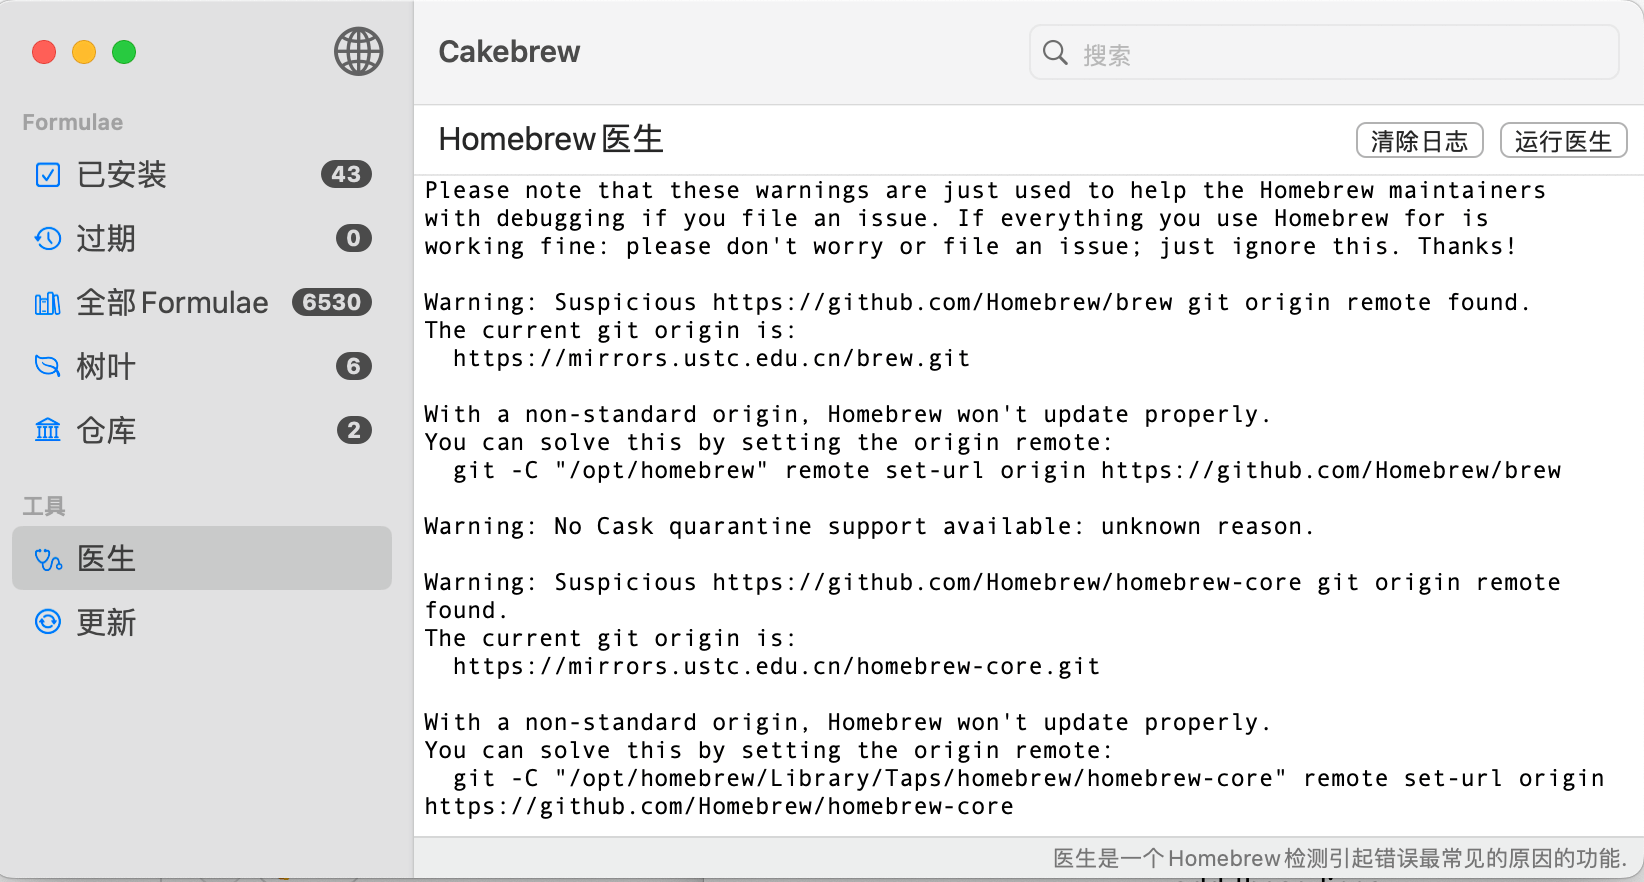 Cakebrew
搜索
Formulae
已安装 43
过期 0
全部Formulae 6530
树叶 6
仓库 2
工具
医生
更新
Homebrew医生
清除日志
运行医生
Please note that these warnings are just used to help the Homebrew maintainers
with debugging if you file an issue. If everything you use Homebrew for is
working fine: please don't worry or file an issue; just ignore this. Thanks!
Warning: Suspicious https://github.com/Homebrew/brew git origin remote found.
The current git origin is:
https://mirrors.ustc.edu.cn/brew.git
With a non-standard origin, Homebrew won't update properly.
You can solve this by setting the origin remote:
git -C "/opt/homebrew" remote set-url origin https://github.com/Homebrew/brew
Warning: No Cask quarantine support available: unknown reason.
Warning: Suspicious https://github.com/Homebrew/homebrew-core git origin remote
found.
The current git origin is:
https://mirrors.ustc.edu.cn/homebrew-core.git
With a non-standard origin, Homebrew won't update properly.
You can solve this by setting the origin remote:
git -C "/opt/homebrew/Library/Taps/homebrew/homebrew-core" remote set-url origin
https://github.com/Homebrew/homebrew-core
医生是一个Homebrew检测引起错误最常见的原因的功能.